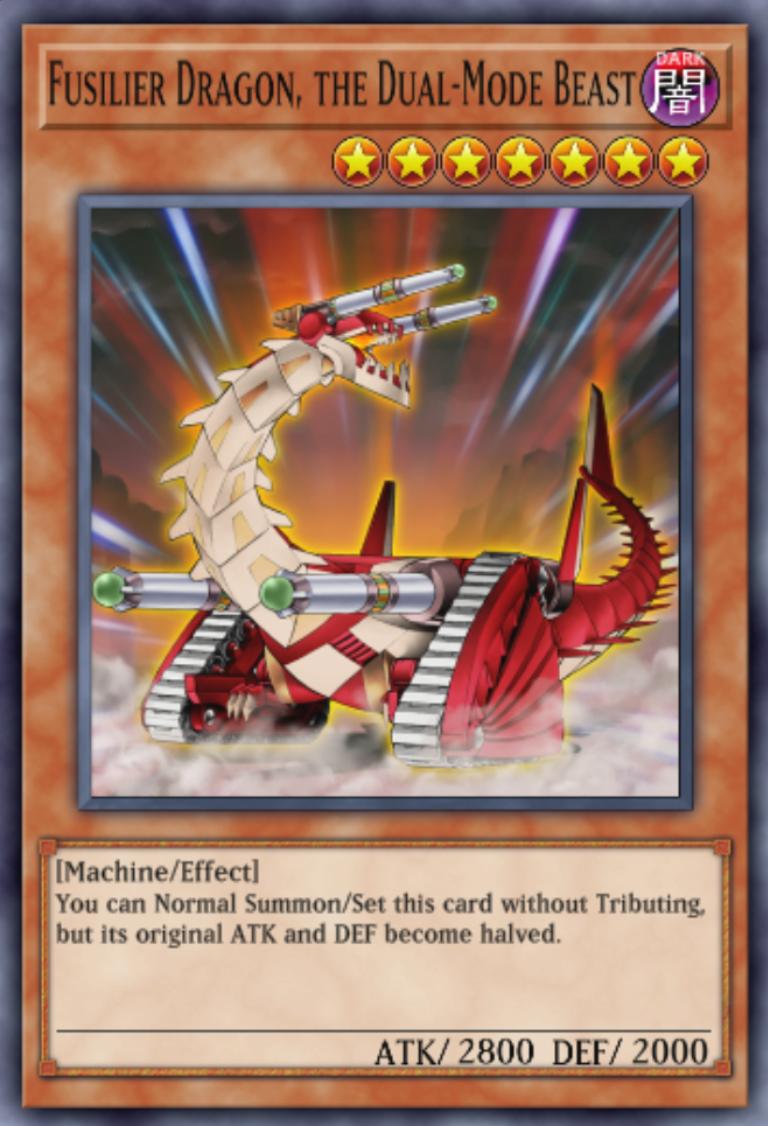 FUSILIER DRAGON, THE DUAL-MODE BEAST
DARK
闇
[Machine/Effect]
You can Normal Summon/Set this card without Tributing,
but its original ATK and DEF become halved.
ATK/ 2800 DEF/ 2000